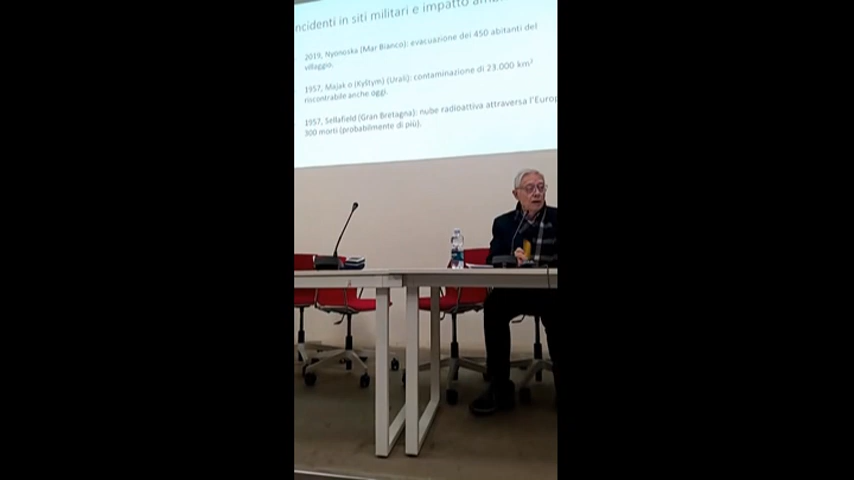 ncidenti in siti militari e impatto am
2019, Nyonoska (Mar Bianco): evacuazione dei 450 abitanti del
villaggio.
1957, Majak o (Kyštym) (Urali): contaminazione di 23.000 km²
riscontrabile anche oggi.
1957, Sellafield (Gran Bretagna): nube radioattiva attraversa l'Europ
300 morti (probabilmente di più).